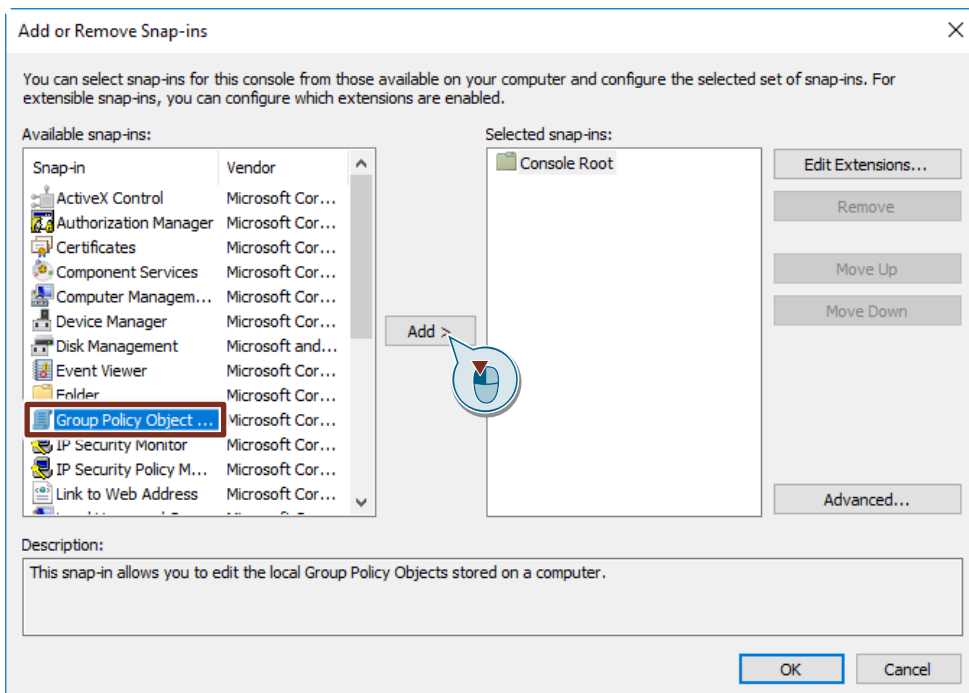 Add or Remove Snap-ins
You can select snap-ins for this console from those available on your computer and configure the selected set of snap-ins. For
extensible snap-ins, you can configure which extensions are enabled.
Available snap-ins:
Snap-in Vendor
ActiveX Control Microsoft Cor...
Authorization Manager Microsoft Cor...
Certificates Microsoft Cor...
Component Services Microsoft Cor...
Computer Managem... Microsoft Cor...
Device Manager Microsoft Cor...
Disk Management Microsoft and...
Event Viewer Microsoft Cor...
Folder Microsoft Cor...
Group Policy Object ... Microsoft Cor...
IP Security Monitor Microsoft Cor...
IP Security Policy M... Microsoft Cor...
Link to Web Address Microsoft Cor...
Add >
Selected snap-ins:
Console Root
Edit Extensions...
Remove
Move Up
Move Down
Advanced...
Description:
This snap-in allows you to edit the local Group Policy Objects stored on a computer.
OK
Cancel